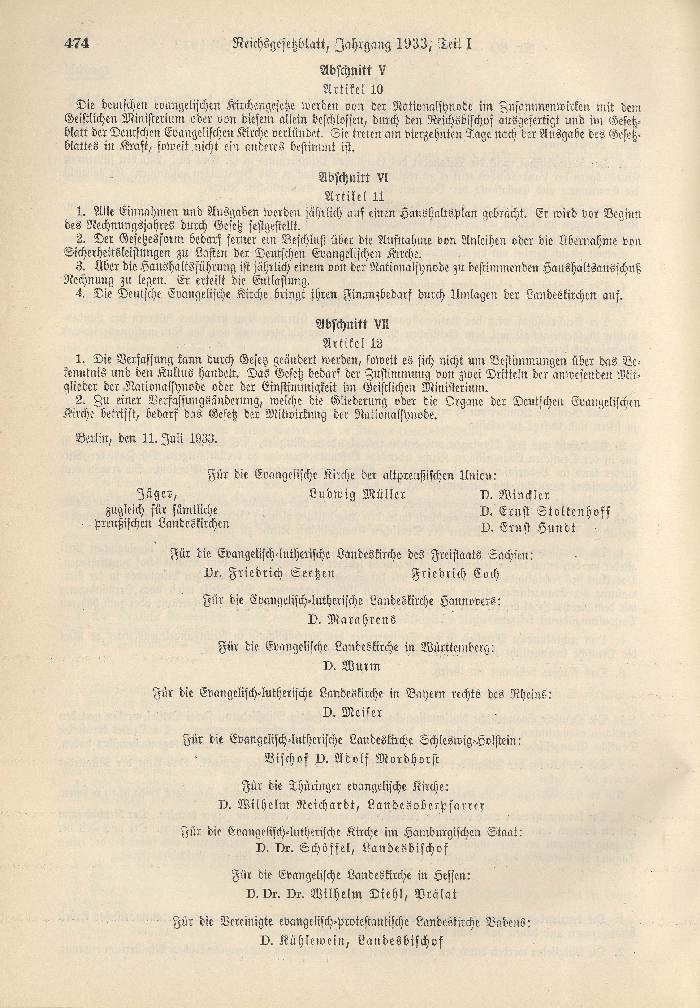 474
Reichsgesetzblatt, Jahrgang 1933, Teil I
Abschnitt V
Artikel 10
Die deutschen evangelischen Kirchengesetze werden von der Nationalsynode im Zusammenwirken mit dem
Geistlichen Ministerium oder von diesem allein beschlossen, durch den Reichsbischof ausgefertigt und im Gesetz-
blatt der Deutschen Evangelischen Kirche verkündet. Sie treten am vierzehnten Tage nach der Ausgabe des Gesetz-
blattes in Kraft, soweit nicht ein anderes bestimmt ist.
Abschnitt VI
Artikel 11
1. Alle Einnahmen und Ausgaben werden jährlich auf einen Haushaltsplan gebracht. Er wird vor Beginn
des Rechnungsjahres durch Gesetz festgestellt.
2. Der Gesetzesform bedarf ferner ein Beschluß über die Aufnahme von Anleihen oder die Übernahme von
Sicherheitsleistungen zu Lasten der Deutschen Evangelischen Kirche.
3. Über die Haushaltsführung ist jährlich einem von der Nationalsynode zu bestimmenden Haushaltsausschuß
Rechnung zu legen. Er erteilt die Entlastung.
4. Die Deutsche Evangelische Kirche bringt ihren Finanzbedarf durch Umlagen der Landeskirchen auf.
Abschnitt VII
Artikel 12
1. Die Verfassung kann durch Gesetz geändert werden, soweit es sich nicht um Bestimmungen über das Be-
kenntnis und den Kultus handelt. Das Gesetz bedarf der Zustimmung von zwei Dritteln der anwesenden Mit-
glieder der Nationalsynode oder der Einstimmigkeit im Geistlichen Ministerium.
2. Zu einer Verfassungsänderung, welche die Gliederung oder die Organe der Deutschen Evangelischen
Kirche betrifft, bedarf das Gesetz der Mitwirkung der Nationalsynode.
Berlin, den 11. Juli 1933.
Für die Evangelische Kirche der altpreußischen Union:
Jäger, Ludwig Müller D. Winckler
zugleich für sämtliche D. Ernst Stoltenhoff
preußischen Landeskirchen D. Ernst Hundt
Für die Evangelisch-lutherische Landeskirche des Freistaats Sachsen:
Dr. Friedrich Seetzen Friedrich Coch
Für die Evangelisch-lutherische Landeskirche Hannovers:
D. Marahrens
Für die Evangelische Landeskirche in Württemberg:
D. Wurm
Für die Evangelisch-lutherische Landeskirche in Bayern rechts des Rheins:
D. Meiser
Für die Evangelisch-lutherische Landeskirche Schleswig-Holstein:
Bischof D. Adolf Mordhorst
Für die Thüringer evangelische Kirche:
D. Wilhelm Reichardt, Landesoberpfarrer
Für die Evangelisch-lutherische Kirche im Hamburgischen Staat:
D. Dr. Schöffel, Landesbischof
Für die Evangelische Landeskirche in Hessen:
D. Dr. Dr. Wilhelm Diehl, Prälat
Für die Vereinigte evangelisch-protestantische Landeskirche Badens:
D. Kühlewein, Landesbischof